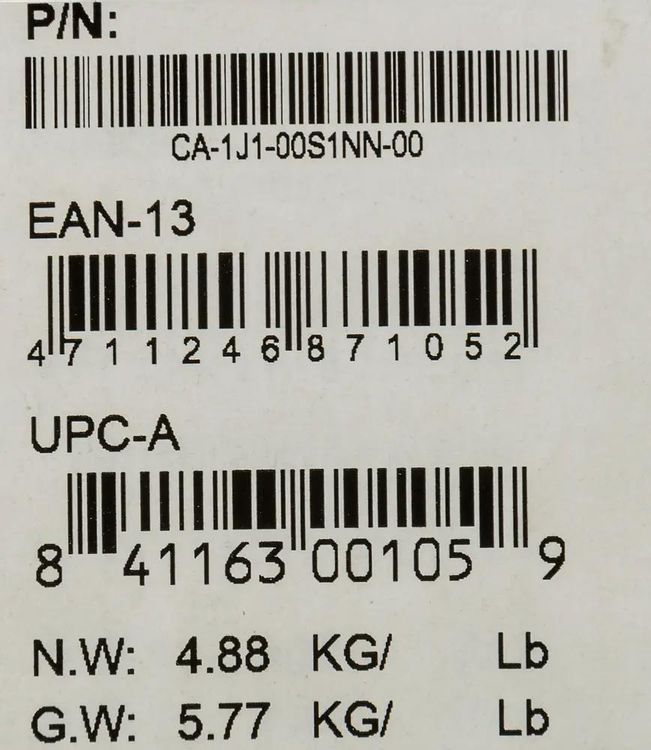 P/N:
CA-1J1-00S1NN-00
EAN-13
4 711246 871052
UPC-A
8 41163 00105 9
N.W: 4.88 KG/ Lb
G.W: 5.77 KG/ Lb